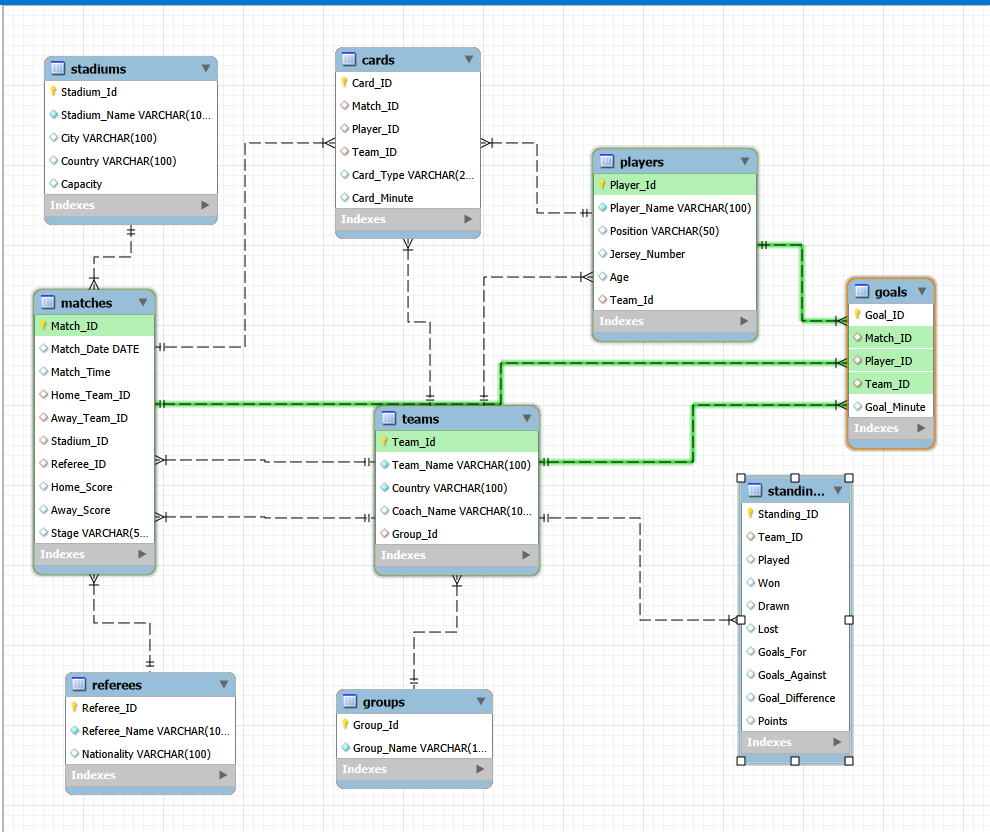 stadiums
Stadium_Id
Stadium_Name VARCHAR(10...
City VARCHAR(100)
Country VARCHAR(100)
Capacity
Indexes
cards
Card_ID
Match_ID
Player_ID
Team_ID
Card_Type VARCHAR(2...
Card_Minute
Indexes
players
Player_Id
Player_Name VARCHAR(100)
Position VARCHAR(50)
Jersey_Number
Age
Team_Id
Indexes
goals
Goal_ID
Match_ID
Player_ID
Team_ID
Goal_Minute
Indexes
matches
Match_ID
Match_Date DATE
Match_Time
Home_Team_ID
Away_Team_ID
Stadium_ID
Referee_ID
Home_Score
Away_Score
Stage VARCHAR(5...
Indexes
teams
Team_Id
Team_Name VARCHAR(100)
Country VARCHAR(100)
Coach_Name VARCHAR(10...
Group_Id
Indexes
standin...
Standing_ID
Team_ID
Played
Won
Drawn
Lost
Goals_For
Goals_Against
Goal_Difference
Points
Indexes
referees
Referee_ID
Referee_Name VARCHAR(10...
Nationality VARCHAR(100)
Indexes
groups
Group_Id
Group_Name VARCHAR(1...
Indexes